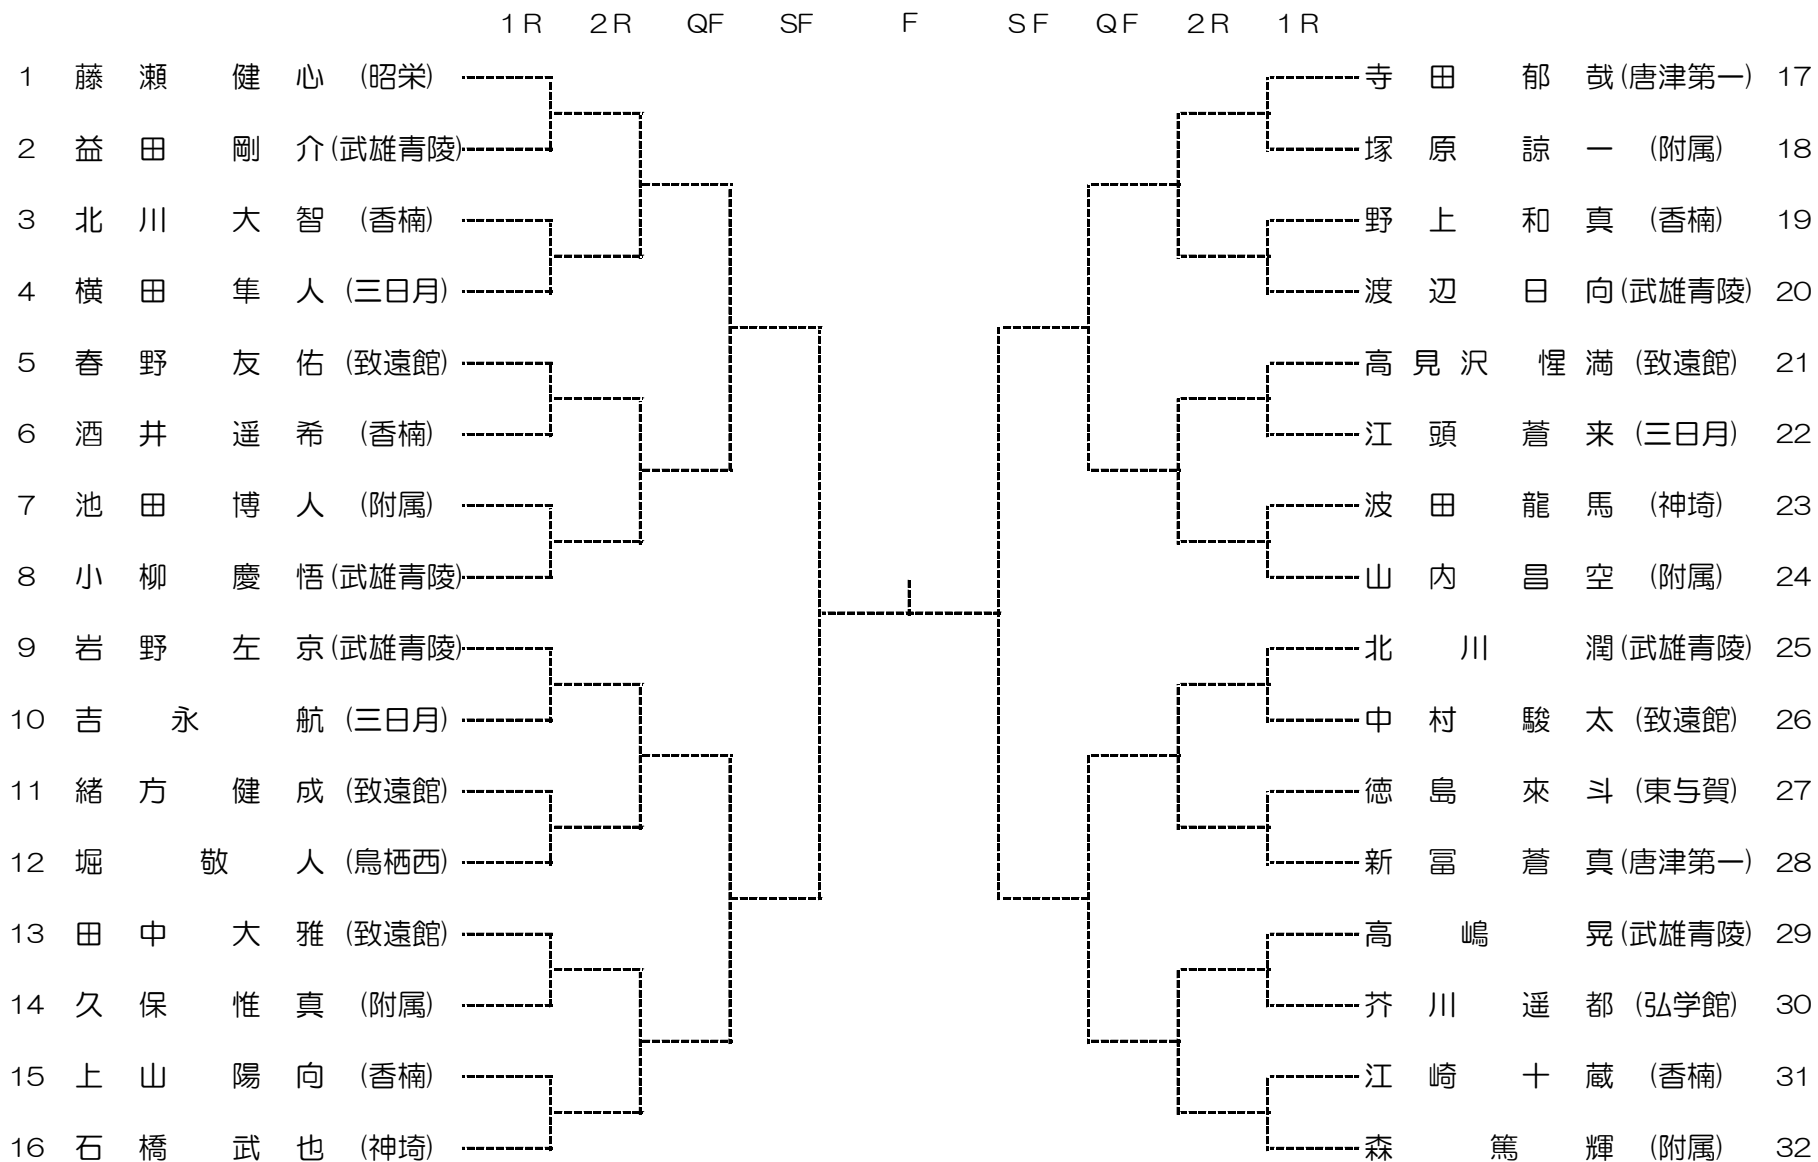 1R 2R QF SF F SF QF 2R 1R
1 藤瀬 健心 (昭栄) 寺田 郁哉 (唐津第一) 17
2 益田 剛介 (武雄青陵) 塚原 諒一 (附属) 18
3 北川 大智 (香楠) 野上 和真 (香楠) 19
4 横田 隼人 (三日月) 渡辺 日向 (武雄青陵) 20
5 春野 友佑 (致遠館) 高見沢 惺満 (致遠館) 21
6 酒井 遥希 (香楠) 江頭 蒼来 (三日月) 22
7 池田 博人 (附属) 波田 龍馬 (神埼) 23
8 小柳 慶悟 (武雄青陵) 山内 昌空 (附属) 24
9 岩野 左京 (武雄青陵) 北川 潤 (武雄青陵) 25
10 吉永 航 (三日月) 中村 駿太 (致遠館) 26
11 緒方 健成 (致遠館) 徳島 來斗 (東与賀) 27
12 堀 敬人 (鳥栖西) 新冨 蒼真 (唐津第一) 28
13 田中 大雅 (致遠館) 高嶋 晃 (武雄青陵) 29
14 久保 惟真 (附属) 芥川 遥都 (弘学館) 30
15 上山 陽向 (香楠) 江崎 十蔵 (香楠) 31
16 石橋 武也 (神埼) 森 篤輝 (附属) 32